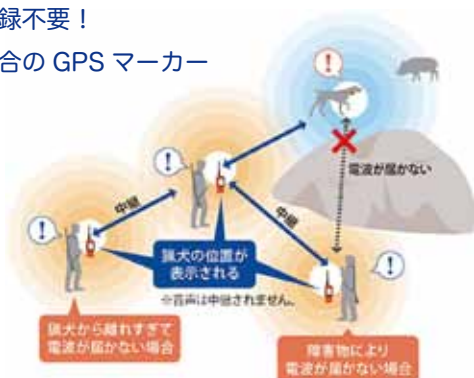 録不要！
合の GPS マーカー
!
電波が届かない
!
中継
!
中継
猟犬の位置が
表示される
!
※音声は中継されません。
猟犬から離れすぎて
電波が届かない場合
障害物により
電波が届かない場合